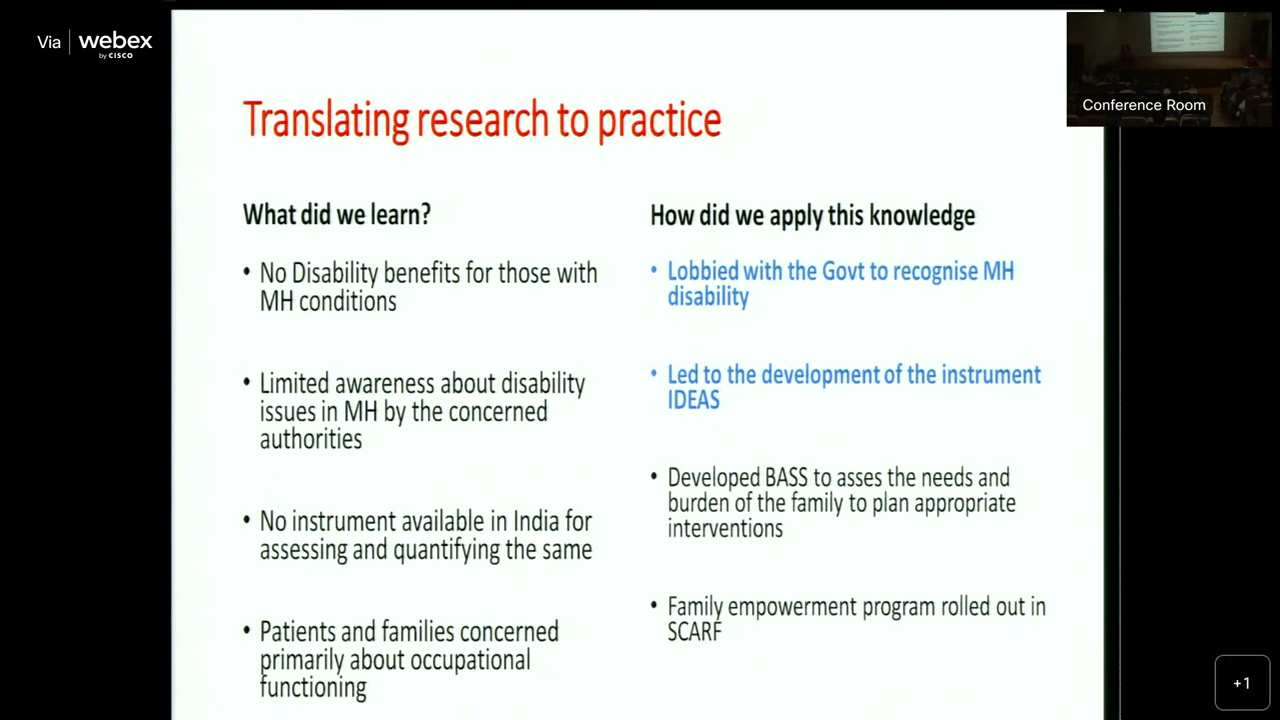 Via webex
by CISCO
Conference Room
Translating research to practice
What did we learn?
• No Disability benefits for those with
MH conditions
• Limited awareness about disability
issues in MH by the concerned
authorities
• No instrument available in India for
assessing and quantifying the same
• Patients and families concerned
primarily about occupational
functioning
How did we apply this knowledge
• Lobbied with the Govt to recognise MH
disability
• Led to the development of the instrument
IDEAS
• Developed BASS to asses the needs and
burden of the family to plan appropriate
interventions
• Family empowerment program rolled out in
SCARF
+1